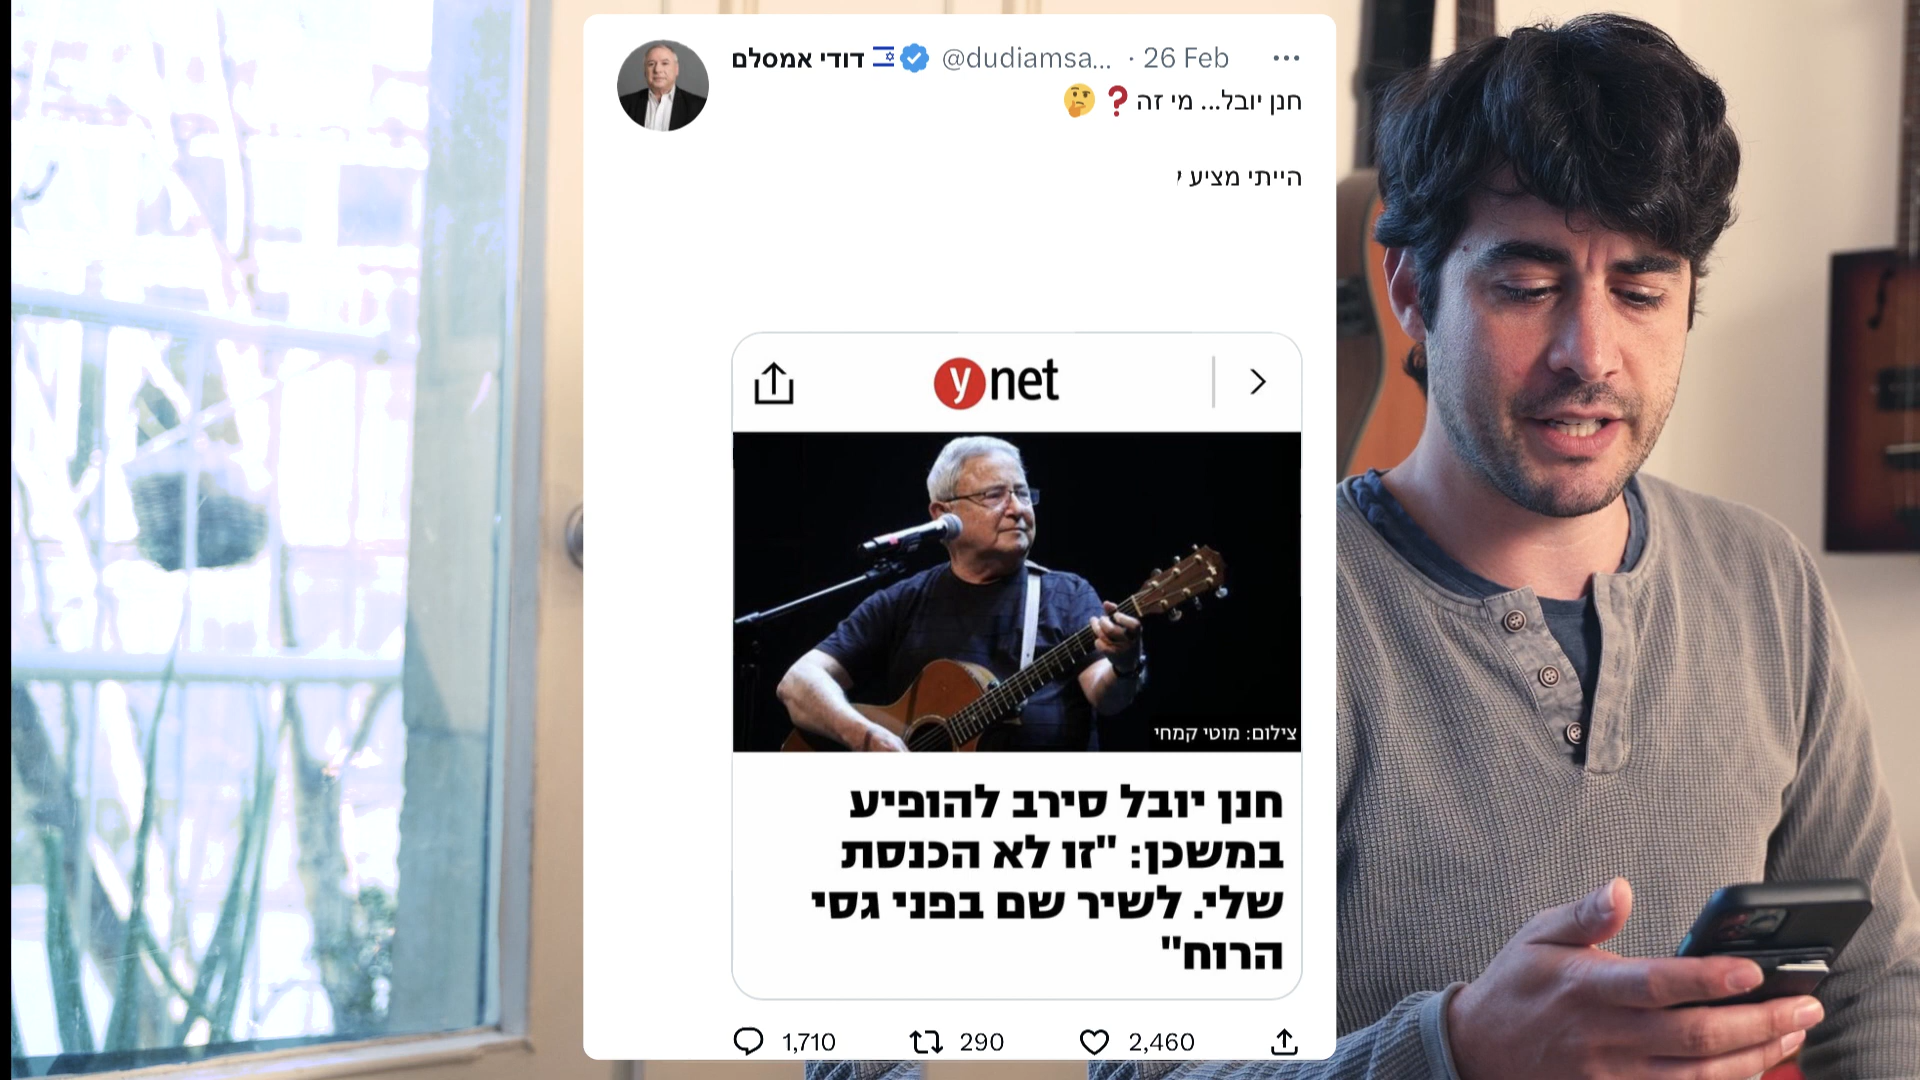 דודי אמסלם @dudiamsa... · 26 Feb
חנן יובל... מי זה
הייתי מציע
ynet
צילום: מוטי קמחי
חנן יובל סירב להופיע
במשכן: "זו לא הכנסת
שלי. לשיר שם בפני גסי
הרוח"
1,710 290 2,460